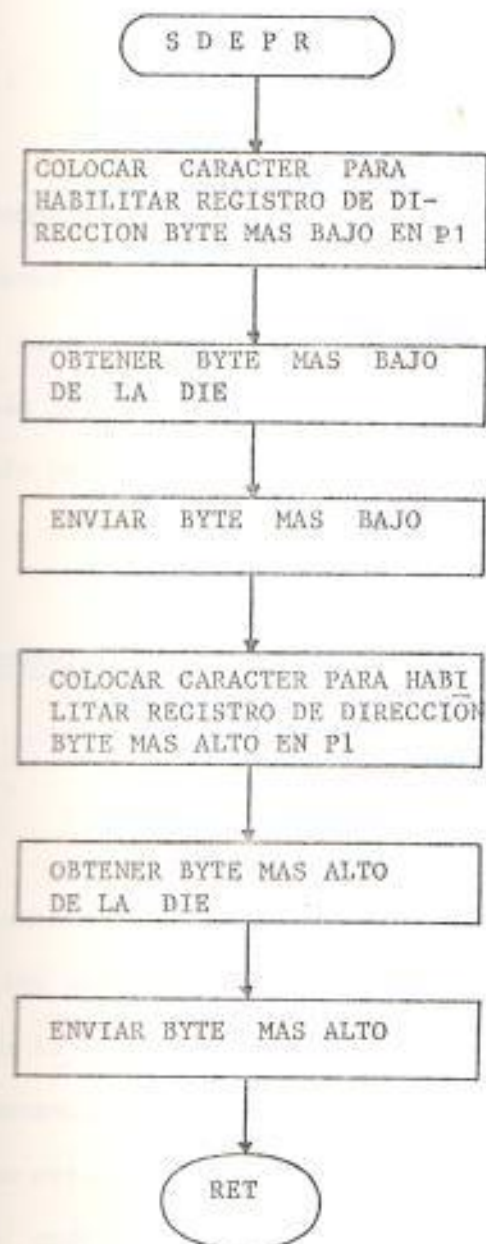 S D E P R
COLOCAR CARACTER PARA
HABILITAR REGISTRO DE DI-
RECCION BYTE MAS BAJO EN P1
OBTENER BYTE MAS BAJO
DE LA DIE
ENVIAR BYTE MAS BAJO
COLOCAR CARACTER PARA HABI
LITAR REGISTRO DE DIRECCION
BYTE MAS ALTO EN P1
OBTENER BYTE MAS ALTO
DE LA DIE
ENVIAR BYTE MAS ALTO
RET